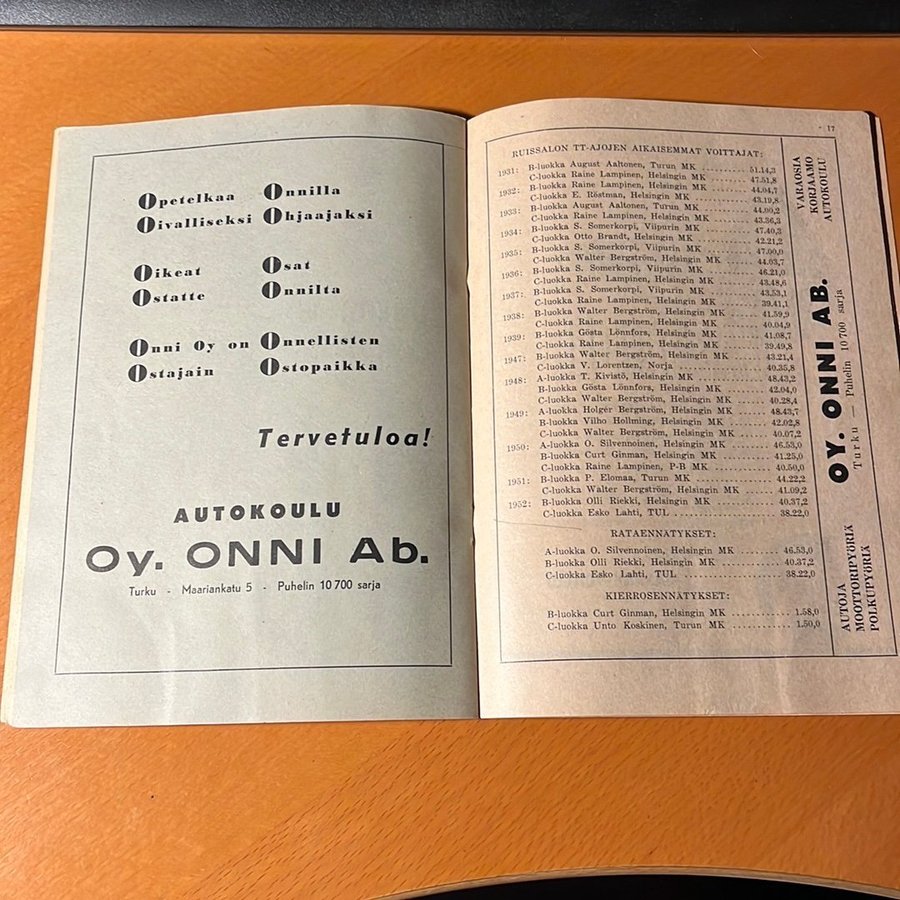 Opetelkaa Onnilla
Oivalliseksi Ohjaajaksi
Oikeat Osat
Ostatte Onnilta
Onni Oy on Onnellisten
Ostajain Ostopaikka
Tervetuloa!
AUTOKOULU
Oy. ONNI Ab.
Turku - Maariankatu 5 - Puhelin 10 700 sarja
17
RUISSALON TT-AJOJEN AIKAISEMMAT VOITTAJAT:
1931: B-luokka August Aaltonen, Turun MK .......... 51.14,3
C-luokka Raine Lampinen, Helsingin MK ........ 47.51,8
1932: B-luokka Raine Lampinen, Helsingin MK ........ 44.04,7
C-luokka E. Röstman, Helsingin MK .......... 43.19,8
1933: B-luokka August Aaltonen, Turun MK .......... 44.00,2
C-luokka Raine Lampinen, Helsingin MK ........ 43.36,3
1934: B-luokka S. Somerkorpi, Viipurin MK .......... 47.40,3
C-luokka Otto Brandt, Helsingin MK .......... 42.21,2
1935: B-luokka S. Somerkorpi, Viipurin MK .......... 47.00,0
C-luokka Walter Bergström, Helsingin MK ...... 44.03,7
1936: B-luokka S. Somerkorpi, Viipurin MK .......... 46.21,0
C-luokka Raine Lampinen, Helsingin MK ........ 43.48,6
1937: B-luokka S. Somerkorpi, Viipurin MK .......... 43.53,1
C-luokka Raine Lampinen, Helsingin MK ........ 39.41,1
1938: B-luokka Walter Bergström, Helsingin MK ...... 41.59,9
C-luokka Raine Lampinen, Helsingin MK ........ 40.04,9
1939: B-luokka Gösta Lönnfors, Helsingin MK ........ 41.08,7
C-luokka Raine Lampinen, Helsingin MK ........ 39.49,8
1947: B-luokka Walter Bergström, Helsingin MK ...... 43.21,4
C-luokka V. Lorentzen, Norja .......... 40.35,8
1948: A-luokka T. Kivistö, Helsingin MK .......... 48.43,2
B-luokka Gösta Lönnfors, Helsingin MK ........ 42.04,0
C-luokka Walter Bergström, Helsingin MK ...... 40.28,4
1949: A-luokka Holger Bergström, Helsingin MK ...... 48.43,7
B-luokka Vilho Hollming, Helsingin MK ........ 42.02,8
C-luokka Walter Bergström, Helsingin MK ...... 40.07,2
1950: A-luokka O. Silvennoinen, Helsingin MK ........ 46.53,0
B-luokka Curt Ginman, Helsingin MK .......... 41.25,0
C-luokka Raine Lampinen, P-B MK .......... 40.50,0
1951: B-luokka P. Elomaa, Turun MK .......... 44.22,2
C-luokka Walter Bergström, Helsingin MK ...... 41.09,2
1952: B-luokka Olli Riekki, Helsingin MK .......... 40.37,2
C-luokka Esko Lahti, TUL .......... 38.22,0
RATAENNÄTYKSET:
A-luokka O. Silvennoinen, Helsingin MK ........ 46.53,0
B-luokka Olli Riekki, Helsingin MK .......... 40.37,2
C-luokka Esko Lahti, TUL .......... 38.22,0
KIERROSENNÄTYKSET:
B-luokka Curt Ginman, Helsingin MK .......... 1.58,0
C-luokka Unto Koskinen, Turun MK .......... 1.50,0
AUTOJA
MOOTTORIPYÖRIÄ
POLKUPYÖRIÄ
OY. ONNI AB.
Turku — Puhelin 10 700 sarja
VARAOSIA
KORJAAMO
AUTOKOULU